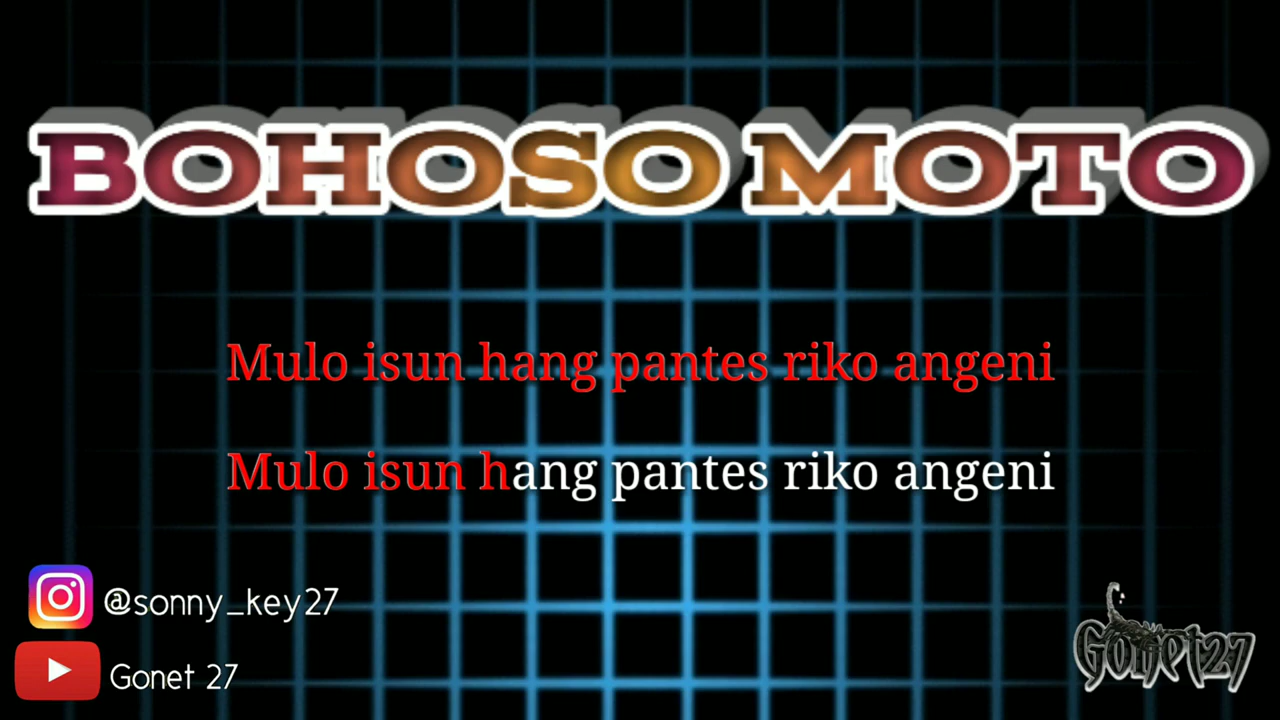 BOHOSO MOTO
Mulo isun hang pantes riko angeni
Mulo isun hang pantes riko angeni
@sonny_key27
Gonet 27
Gonet27